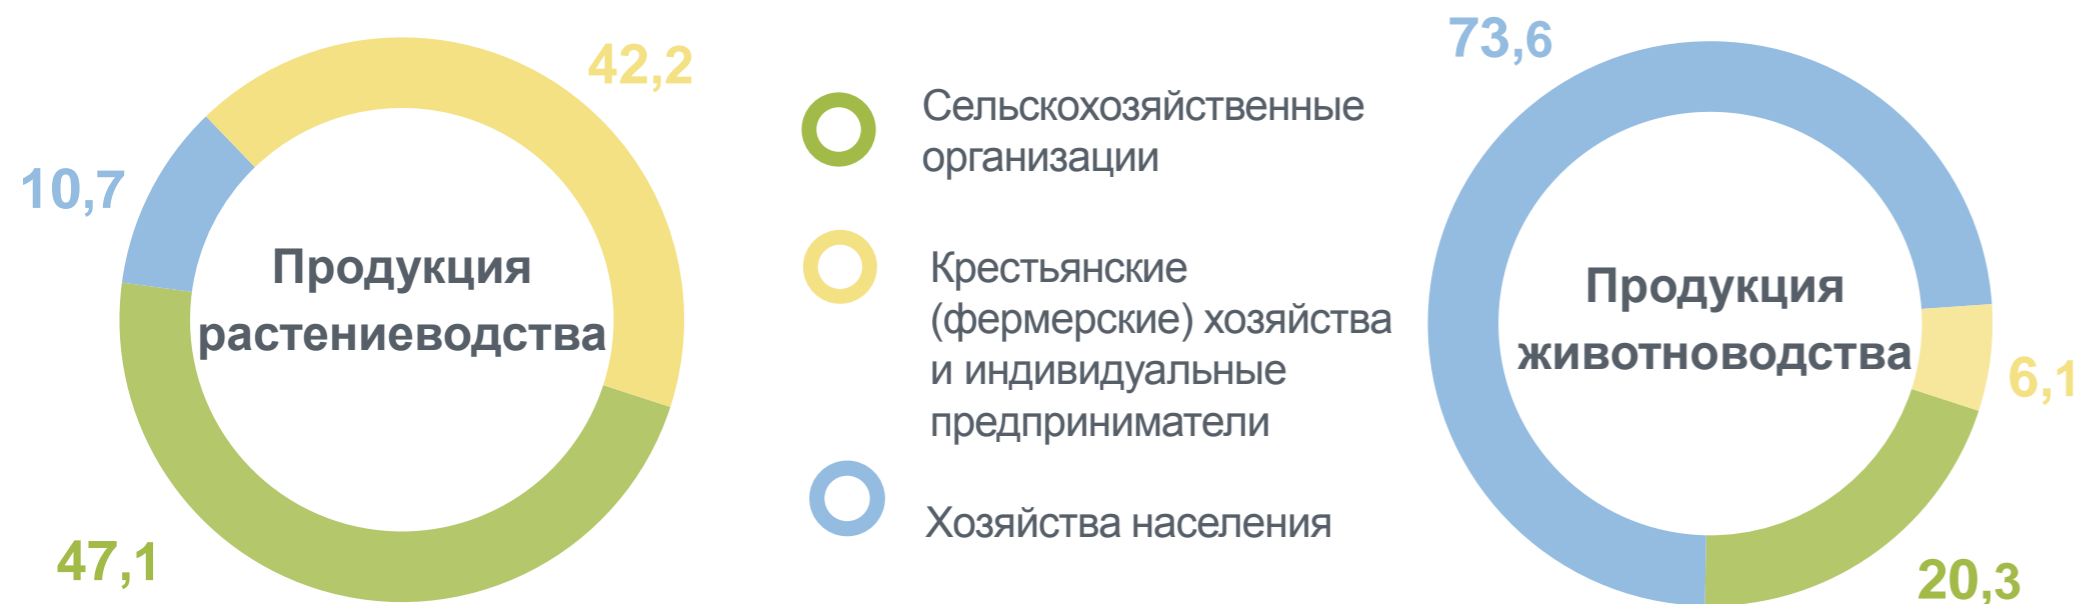 42,2
10,7
Продукция
растениеводства
47,1
Сельскохозяйственные
организации
Крестьянские
(фермерские) хозяйства
и индивидуальные
предприниматели
Хозяйства населения
73,6
Продукция
животноводства
6,1
20,3